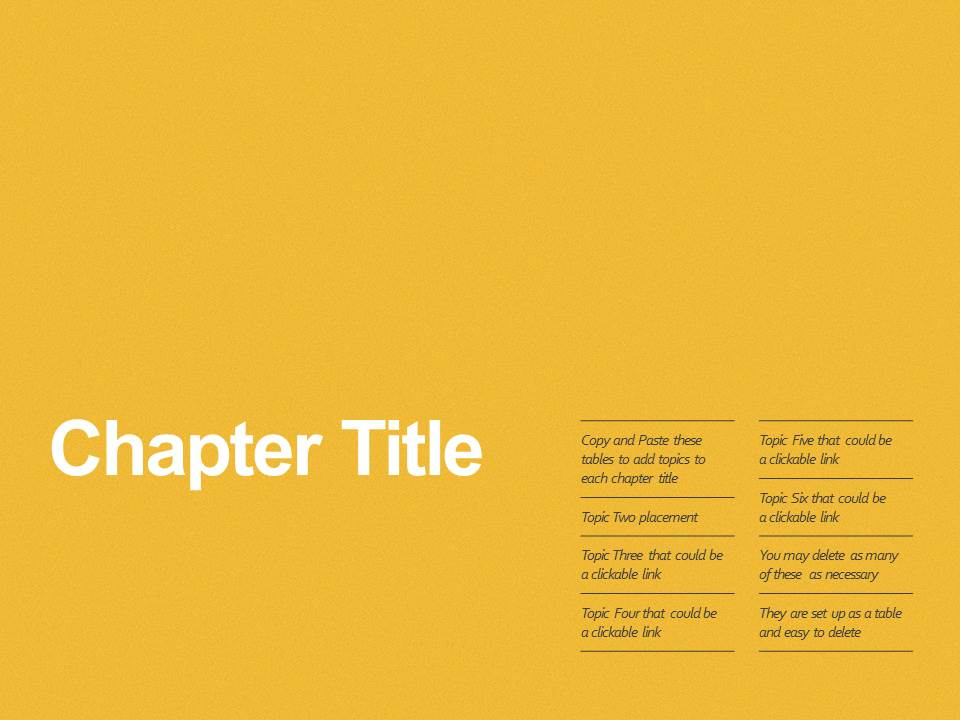 Chapter Title
Copy and Paste these
tables to add topics to
each chapter title
Topic Two placement
Topic Three that could be
a clickable link
Topic Four that could be
a clickable link
Topic Five that could be
a clickable link
Topic Six that could be
a clickable link
You may delete as many
of these as necessary
They are set up as a table
and easy to delete